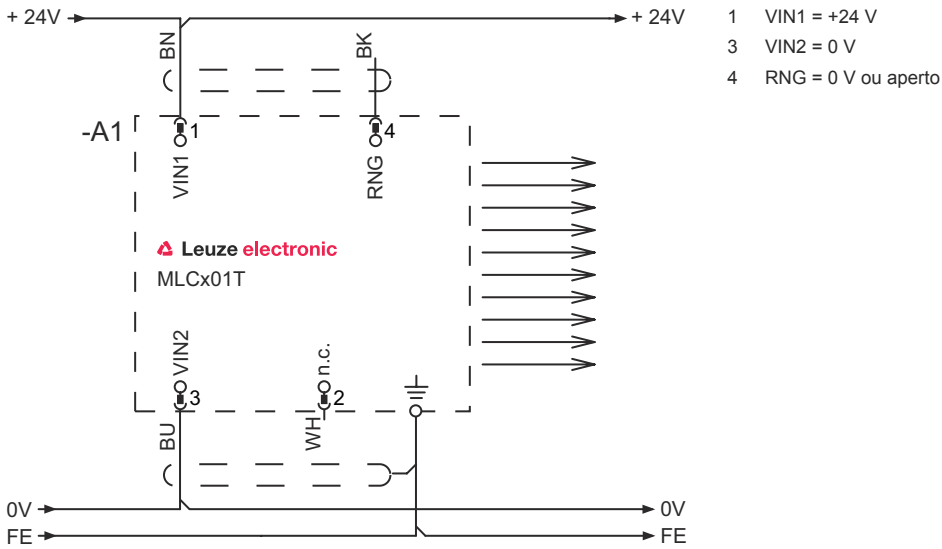 + 24V
+ 24V
1 VIN1 = +24 V
3 VIN2 = 0 V
4 RNG = 0 V ou aperto
BN
BK
-A1
1
4
VIN1
RNG
Leuze electronic
MLCx01T
VIN2
n.c.
3
2
BU
WH
0V
0V
FE
FE